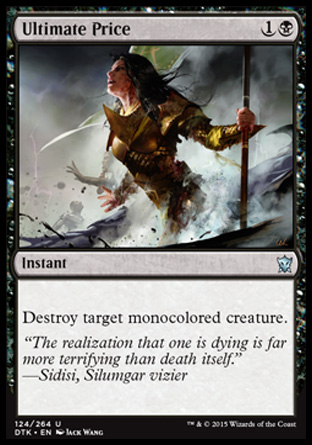 Ultimate Price 1
Instant
Destroy target monocolored creature.
“The realization that one is dying is far
more terrifying than death itself.”
—Sidisi, Silumgar vizier
124/264 U
DTK • EN Jack Wang
™ & © 2015 Wizards of the Coast